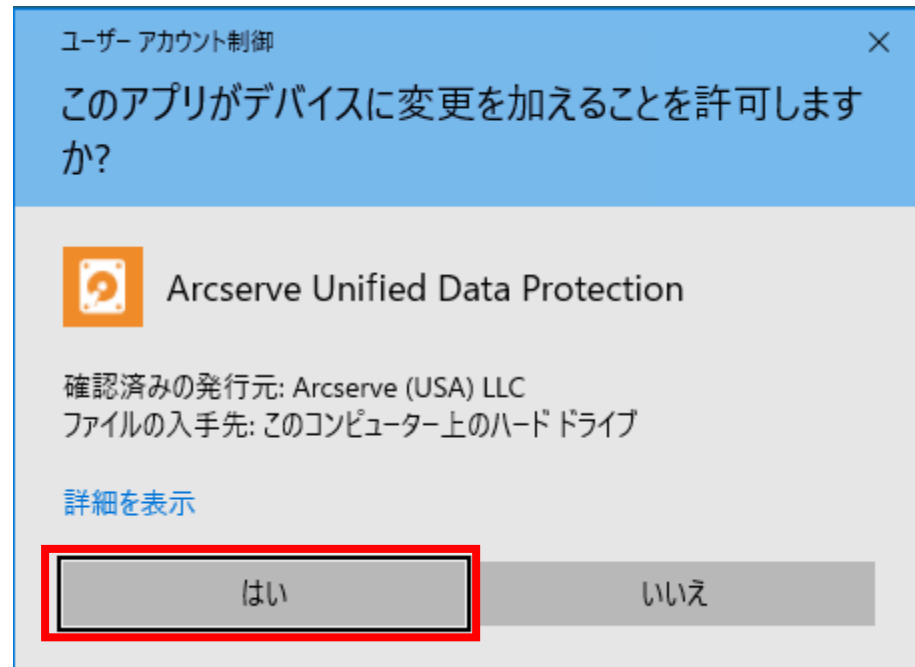 ユーザー アカウント制御
このアプリがデバイスに変更を加えることを許可します
か?
Arcserve Unified Data Protection
確認済みの発行元: Arcserve (USA) LLC
ファイルの入手先: このコンピューター上のハード ドライブ
詳細を表示
はい
いいえ